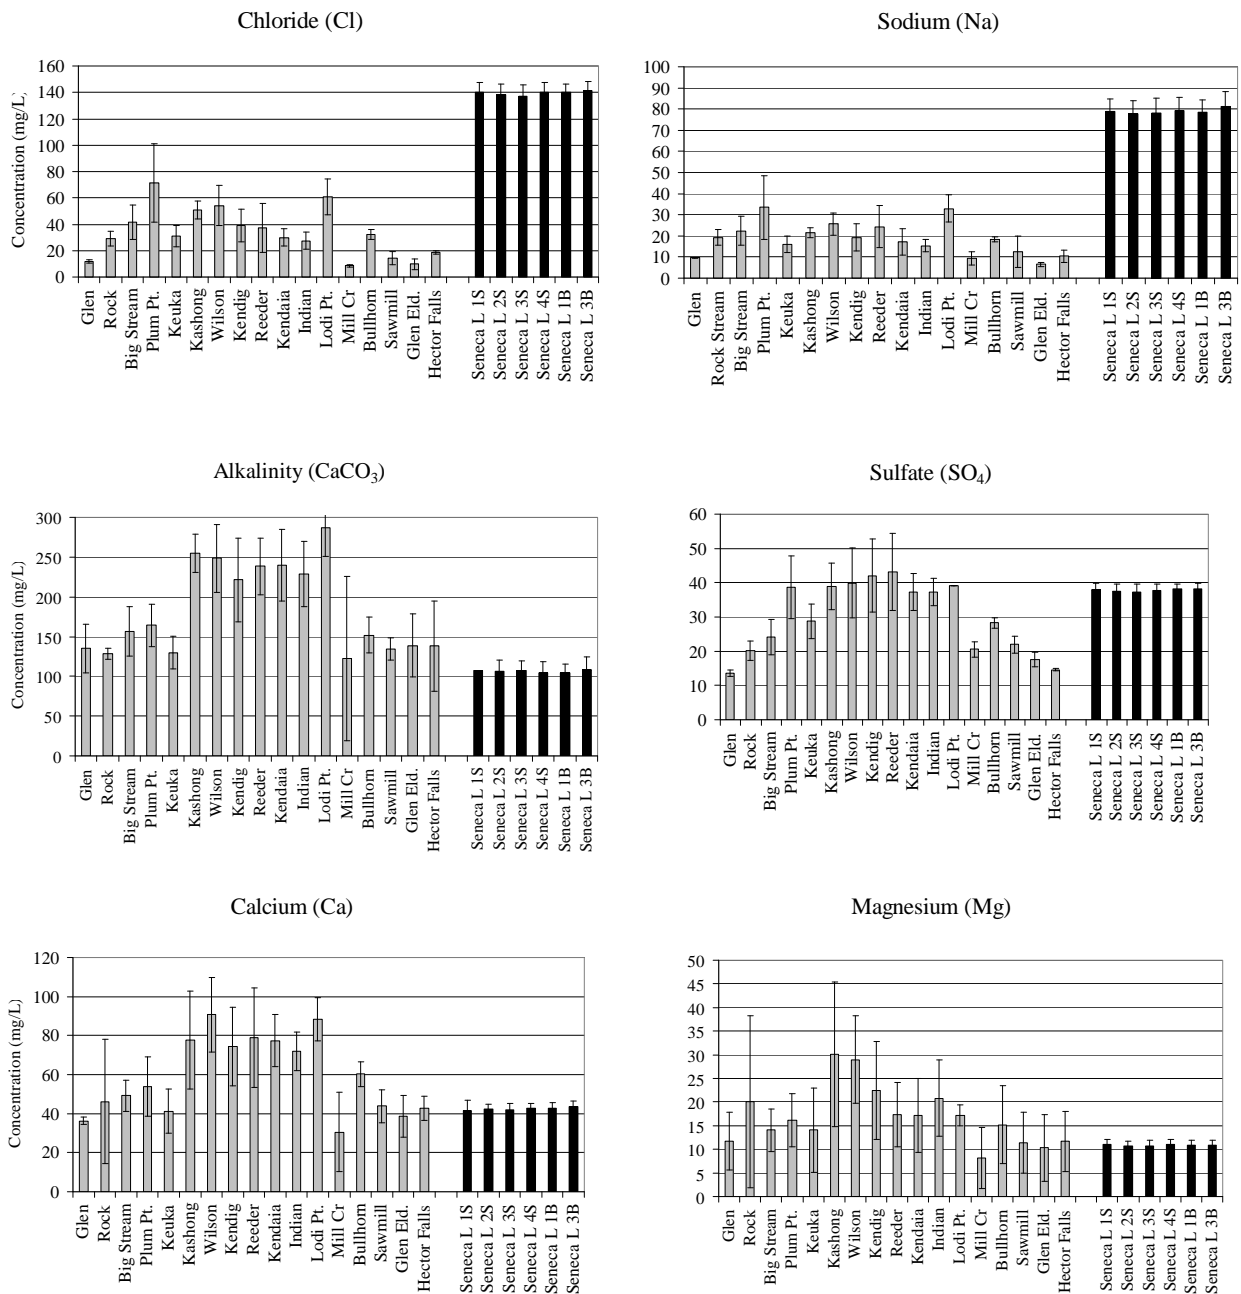 Chloride (Cl)
Concentration (mg/L)
160
140
120
100
80
60
40
20
0
Glen
Rock
Big Stream
Plum Pt.
Keuka
Kashong
Wilson
Kendig
Reeder
Kendaia
Indian
Lodi Pt.
Mill Cr
Bullhorn
Sawmill
Glen Eld.
Hector Falls
Seneca L 1S
Seneca L 2S
Seneca L 3S
Seneca L 4S
Seneca L 1B
Seneca L 3B
Sodium (Na)
100
90
80
70
60
50
40
30
20
10
0
Glen
Rock Stream
Big Stream
Plum Pt.
Keuka
Kashong
Wilson
Kendig
Reeder
Kendaia
Indian
Lodi Pt.
Mill Cr
Bullhorn
Sawmill
Glen Eld.
Hector Falls
Seneca L 1S
Seneca L 2S
Seneca L 3S
Seneca L 4S
Seneca L 1B
Seneca L 3B
Alkalinity (CaCO₃)
Concentration (mg/L)
300
250
200
150
100
50
0
Glen
Rock
Big Stream
Plum Pt.
Keuka
Kashong
Wilson
Kendig
Reeder
Kendaia
Indian
Lodi Pt.
Mill Cr
Bullhorn
Sawmill
Glen Eld.
Hector Falls
Seneca L 1S
Seneca L 2S
Seneca L 3S
Seneca L 4S
Seneca L 1B
Seneca L 3B
Sulfate (SO₄)
60
50
40
30
20
10
0
Glen
Rock
Big Stream
Plum Pt.
Keuka
Kashong
Wilson
Kendig
Reeder
Kendaia
Indian
Lodi Pt.
Mill Cr
Bullhorn
Sawmill
Glen Eld.
Hector Falls
Seneca L 1S
Seneca L 2S
Seneca L 3S
Seneca L 4S
Seneca L 1B
Seneca L 3B
Calcium (Ca)
Concentration (mg/L)
120
100
80
60
40
20
0
Glen
Rock
Big Stream
Plum Pt.
Keuka
Kashong
Wilson
Kendig
Reeder
Kendaia
Indian
Lodi Pt.
Mill Cr
Bullhorn
Sawmill
Glen Eld.
Hector Falls
Seneca L 1S
Seneca L 2S
Seneca L 3S
Seneca L 4S
Seneca L 1B
Seneca L 3B
Magnesium (Mg)
50
45
40
35
30
25
20
15
10
5
0
Glen
Rock
Big Stream
Plum Pt.
Keuka
Kashong
Wilson
Kendig
Reeder
Kendaia
Indian
Lodi Pt.
Mill Cr
Bullhorn
Sawmill
Glen Eld.
Hector Falls
Seneca L 1S
Seneca L 2S
Seneca L 3S
Seneca L 4S
Seneca L 1B
Seneca L 3B